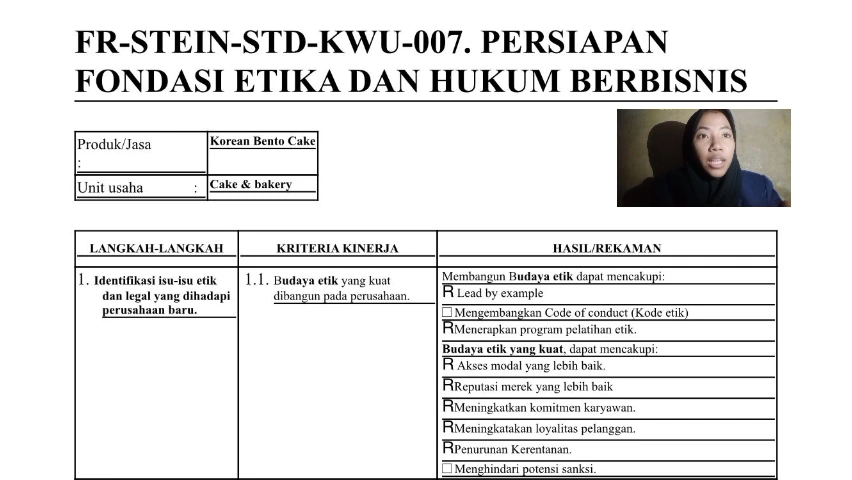 FR-STEIN-STD-KWU-007. PERSIAPAN
FONDASI ETIKA DAN HUKUM BERBISNIS
Produk/Jasa
:
Korean Bento Cake
Unit usaha :
Cake & bakery
LANGKAH-LANGKAH
KRITERIA KINERJA
HASIL/REKAMAN
1. Identifikasi isu-isu etik
dan legal yang dihadapi
perusahaan baru.
1.1. Budaya etik yang kuat
dibangun pada perusahaan.
Membangun Budaya etik dapat mencakupi:
R Lead by example
☐ Mengembangkan Code of conduct (Kode etik)
RMenerapkan program pelatihan etik.
Budaya etik yang kuat, dapat mencakupi:
R Akses modal yang lebih baik.
RReputasi merek yang lebih baik
RMeningkatkan komitmen karyawan.
RMeningkatakan loyalitas pelanggan.
RPenurunan Kerentanan.
☐ Menghindari potensi sanksi.